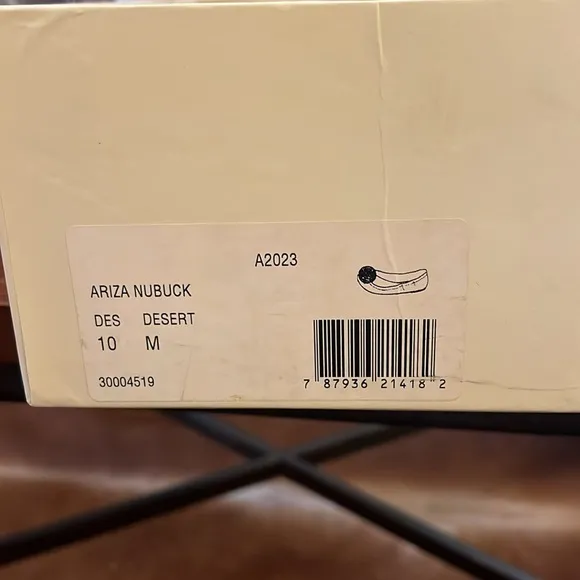 A2023
ARIZA NUBUCK
DES DESERT
10 M
30004519
7 87936 21418 2